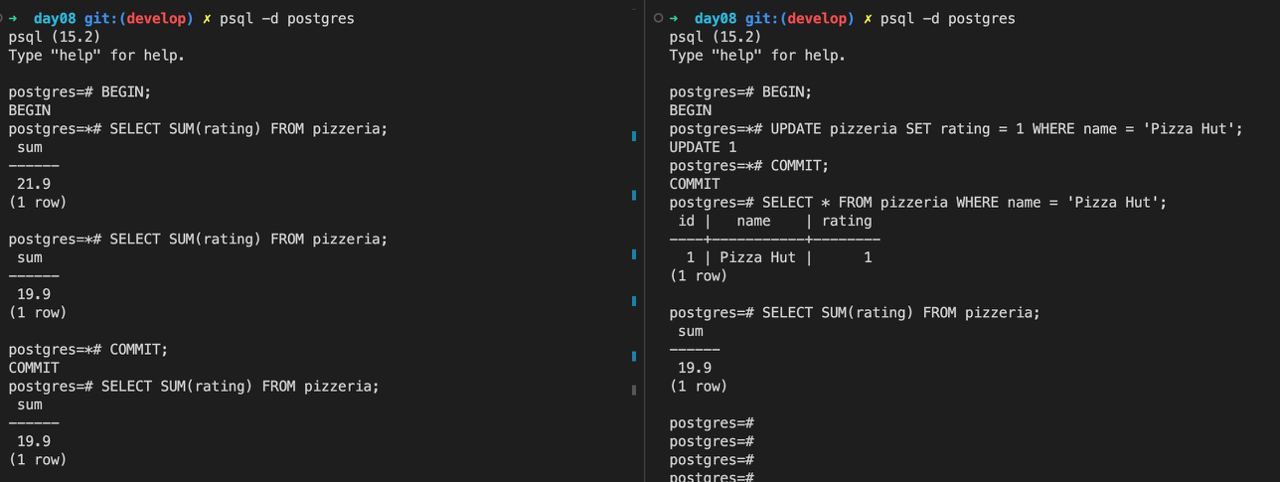 → day08 git:(develop) ✗ psql -d postgres
psql (15.2)
Type "help" for help.
postgres=# BEGIN;
BEGIN
postgres=*# SELECT SUM(rating) FROM pizzeria;
sum
------
21.9
(1 row)
postgres=*# SELECT SUM(rating) FROM pizzeria;
sum
------
19.9
(1 row)
postgres=*# COMMIT;
COMMIT
postgres=# SELECT SUM(rating) FROM pizzeria;
sum
------
19.9
(1 row)
→ day08 git:(develop) ✗ psql -d postgres
psql (15.2)
Type "help" for help.
postgres=# BEGIN;
BEGIN
postgres=*# UPDATE pizzeria SET rating = 1 WHERE name = 'Pizza Hut';
UPDATE 1
postgres=*# COMMIT;
COMMIT
postgres=# SELECT * FROM pizzeria WHERE name = 'Pizza Hut';
id | name | rating
----+-----------+--------
1 | Pizza Hut | 1
(1 row)
postgres=# SELECT SUM(rating) FROM pizzeria;
sum
------
19.9
(1 row)
postgres=#
postgres=#
postgres=#
postgres=#